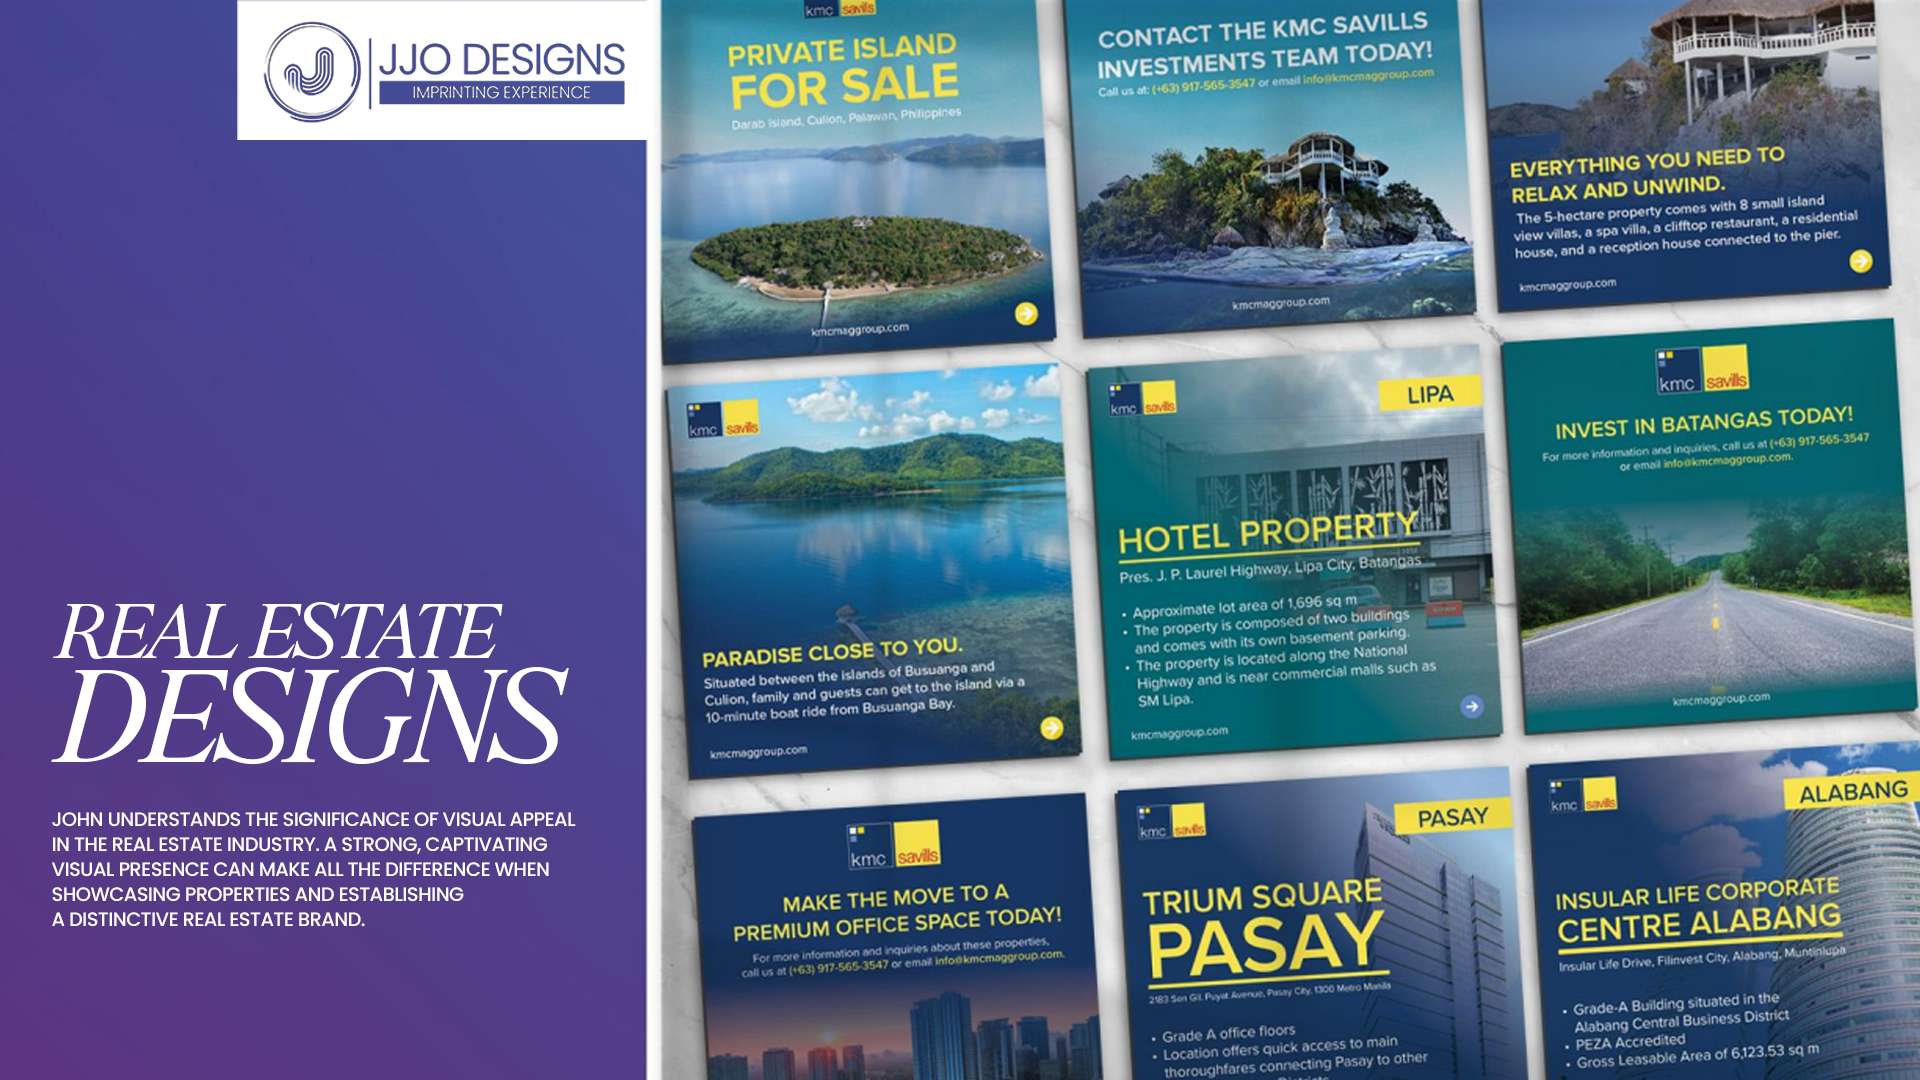 JJO DESIGNS
IMPRINTING EXPERIENCE
REAL ESTATE
DESIGNS
JOHN UNDERSTANDS THE SIGNIFICANCE OF VISUAL APPEAL
IN THE REAL ESTATE INDUSTRY. A STRONG, CAPTIVATING
VISUAL PRESENCE CAN MAKE ALL THE DIFFERENCE WHEN
SHOWCASING PROPERTIES AND ESTABLISHING
A DISTINCTIVE REAL ESTATE BRAND.
kmc savills
PRIVATE ISLAND
FOR SALE
Darab Island, Culion, Palawan, Philippines
kmcmaggroup.com
CONTACT THE KMC SAVILLS
INVESTMENTS TEAM TODAY!
Call us at: (+63) 917-565-3547 or email info@kmcmaggroup.com
kmcmaggroup.com
EVERYTHING YOU NEED TO
RELAX AND UNWIND.
The 5-hectare property comes with 8 small island
view villas, a spa villa, a clifftop restaurant, a residential
house, and a reception house connected to the pier.
kmcmaggroup.com
kmc savills
PARADISE CLOSE TO YOU.
Situated between the islands of Busuanga and
Culion, family and guests can get to the island via a
10-minute boat ride from Busuanga Bay.
kmcmaggroup.com
kmc savills
LIPA
HOTEL PROPERTY
Pres. J. P. Laurel Highway, Lipa City, Batangas
• Approximate lot area of 1,696 sq m
• The property is composed of two buildings
and comes with its own basement parking.
• The property is located along the National
Highway and is near commercial malls such as
SM Lipa.
kmcmaggroup.com
kmc savills
INVEST IN BATANGAS TODAY!
For more information and inquiries, call us at (+63) 917-565-3547
or email info@kmcmaggroup.com.
kmcmaggroup.com
kmc savills
MAKE THE MOVE TO A
PREMIUM OFFICE SPACE TODAY!
For more information and inquiries about these properties,
call us at (+63) 917-565-3547 or email info@kmcmaggroup.com.
kmc savills
PASAY
TRIUM SQUARE
PASAY
2183 Sen Gil Puyat Avenue, Pasay City, 1300 Metro Manila
• Grade A office floors
• Location offers quick access to main
thoroughfares connecting Pasay to other
kmc savills
ALABANG
INSULAR LIFE CORPORATE
CENTRE ALABANG
Insular Life Drive, Filinvest City, Alabang, Muntinlupa
• Grade-A Building situated in the
Alabang Central Business District
• PEZA Accredited
• Gross Leasable Area of 6,123.53 sq m